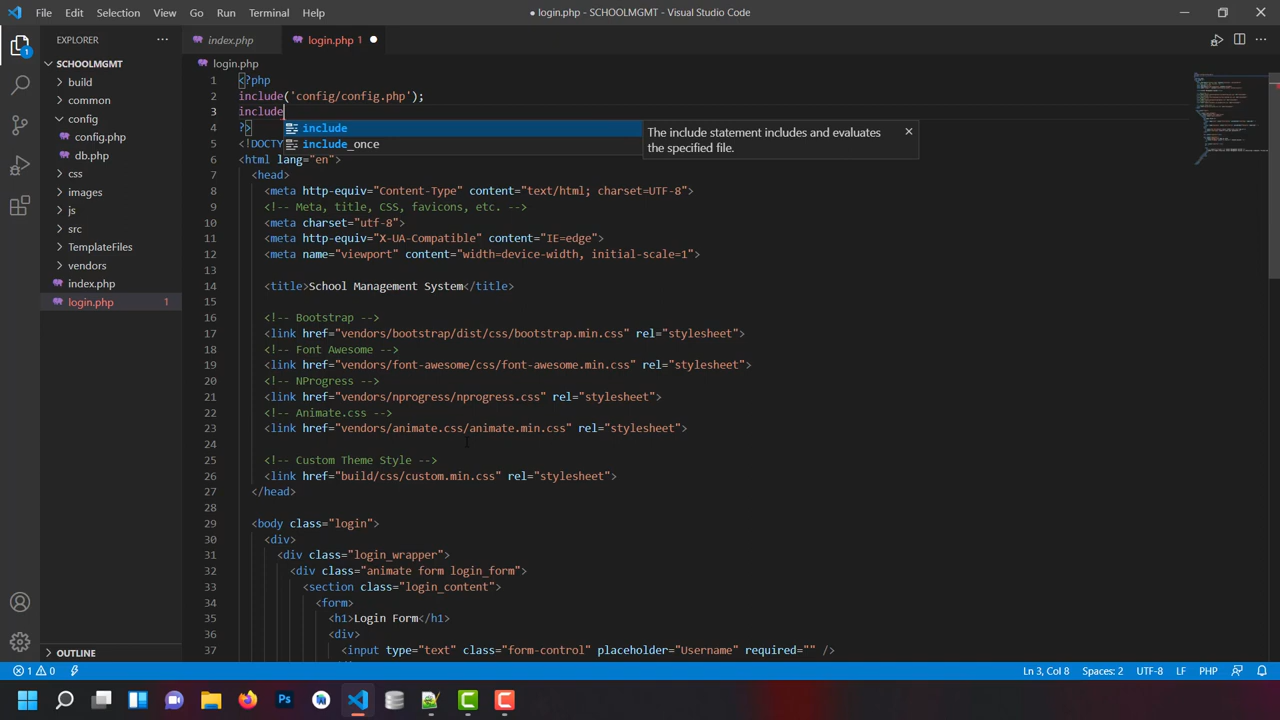 File Edit Selection View Go Run Terminal Help
● login.php - SCHOOLMGMT - Visual Studio Code
EXPLORER
SCHOOLMGMT
build
common
config
config.php
db.php
css
images
js
src
TemplateFiles
vendors
index.php
login.php 1
OUTLINE
1
index.php
login.php 1
login.php
1 <?php
2 include('config/config.php');
3 include
4 ?>
include
include_once
The include statement includes and evaluates
the specified file.
5 <!DOCTY
6 <html lang="en">
7 <head>
8 <meta http-equiv="Content-Type" content="text/html; charset=UTF-8">
9 <!-- Meta, title, CSS, favicons, etc. -->
10 <meta charset="utf-8">
11 <meta http-equiv="X-UA-Compatible" content="IE=edge">
12 <meta name="viewport" content="width=device-width, initial-scale=1">
13
14 <title>School Management System</title>
15
16 <!-- Bootstrap -->
17 <link href="vendors/bootstrap/dist/css/bootstrap.min.css" rel="stylesheet">
18 <!-- Font Awesome -->
19 <link href="vendors/font-awesome/css/font-awesome.min.css" rel="stylesheet">
20 <!-- NProgress -->
21 <link href="vendors/nprogress/nprogress.css" rel="stylesheet">
22 <!-- Animate.css -->
23 <link href="vendors/animate.css/animate.min.css" rel="stylesheet">
24
25 <!-- Custom Theme Style -->
26 <link href="build/css/custom.min.css" rel="stylesheet">
27 </head>
28
29 <body class="login">
30 <div>
31 <div class="login_wrapper">
32 <div class="animate form login_form">
33 <section class="login_content">
34 <form>
35 <h1>Login Form</h1>
36 <div>
37 <input type="text" class="form-control" placeholder="Username" required="" />
1 0
Ln 3, Col 8 Spaces: 2 UTF-8 LF PHP
Ps